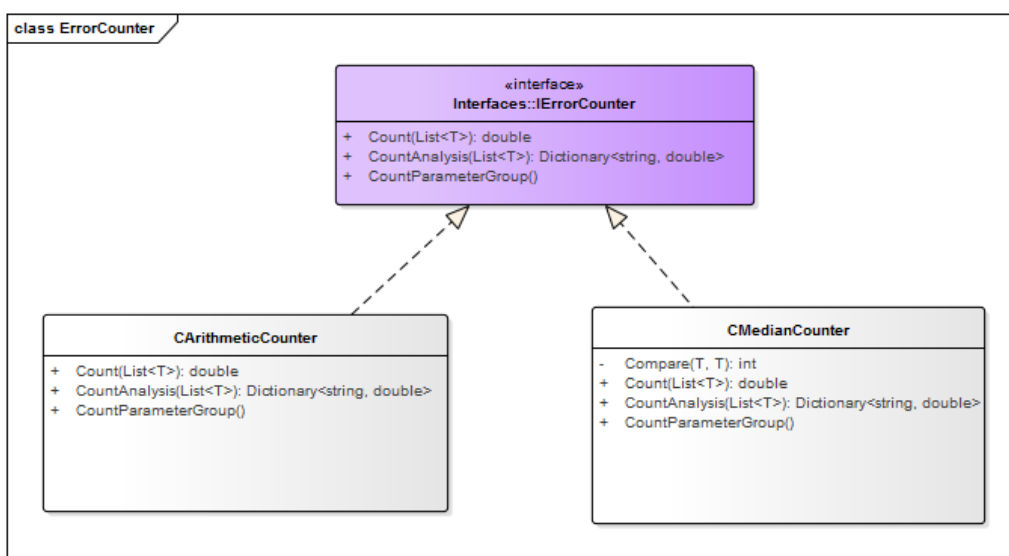 class ErrorCounter
«interface»
Interfaces::IErrorCounter
+ Count(List<T>): double
+ CountAnalysis(List<T>): Dictionary<string, double>
+ CountParameterGroup()
CArithmeticCounter
+ Count(List<T>): double
+ CountAnalysis(List<T>): Dictionary<string, double>
+ CountParameterGroup()
CMedianCounter
- Compare(T, T): int
+ Count(List<T>): double
+ CountAnalysis(List<T>): Dictionary<string, double>
+ CountParameterGroup()